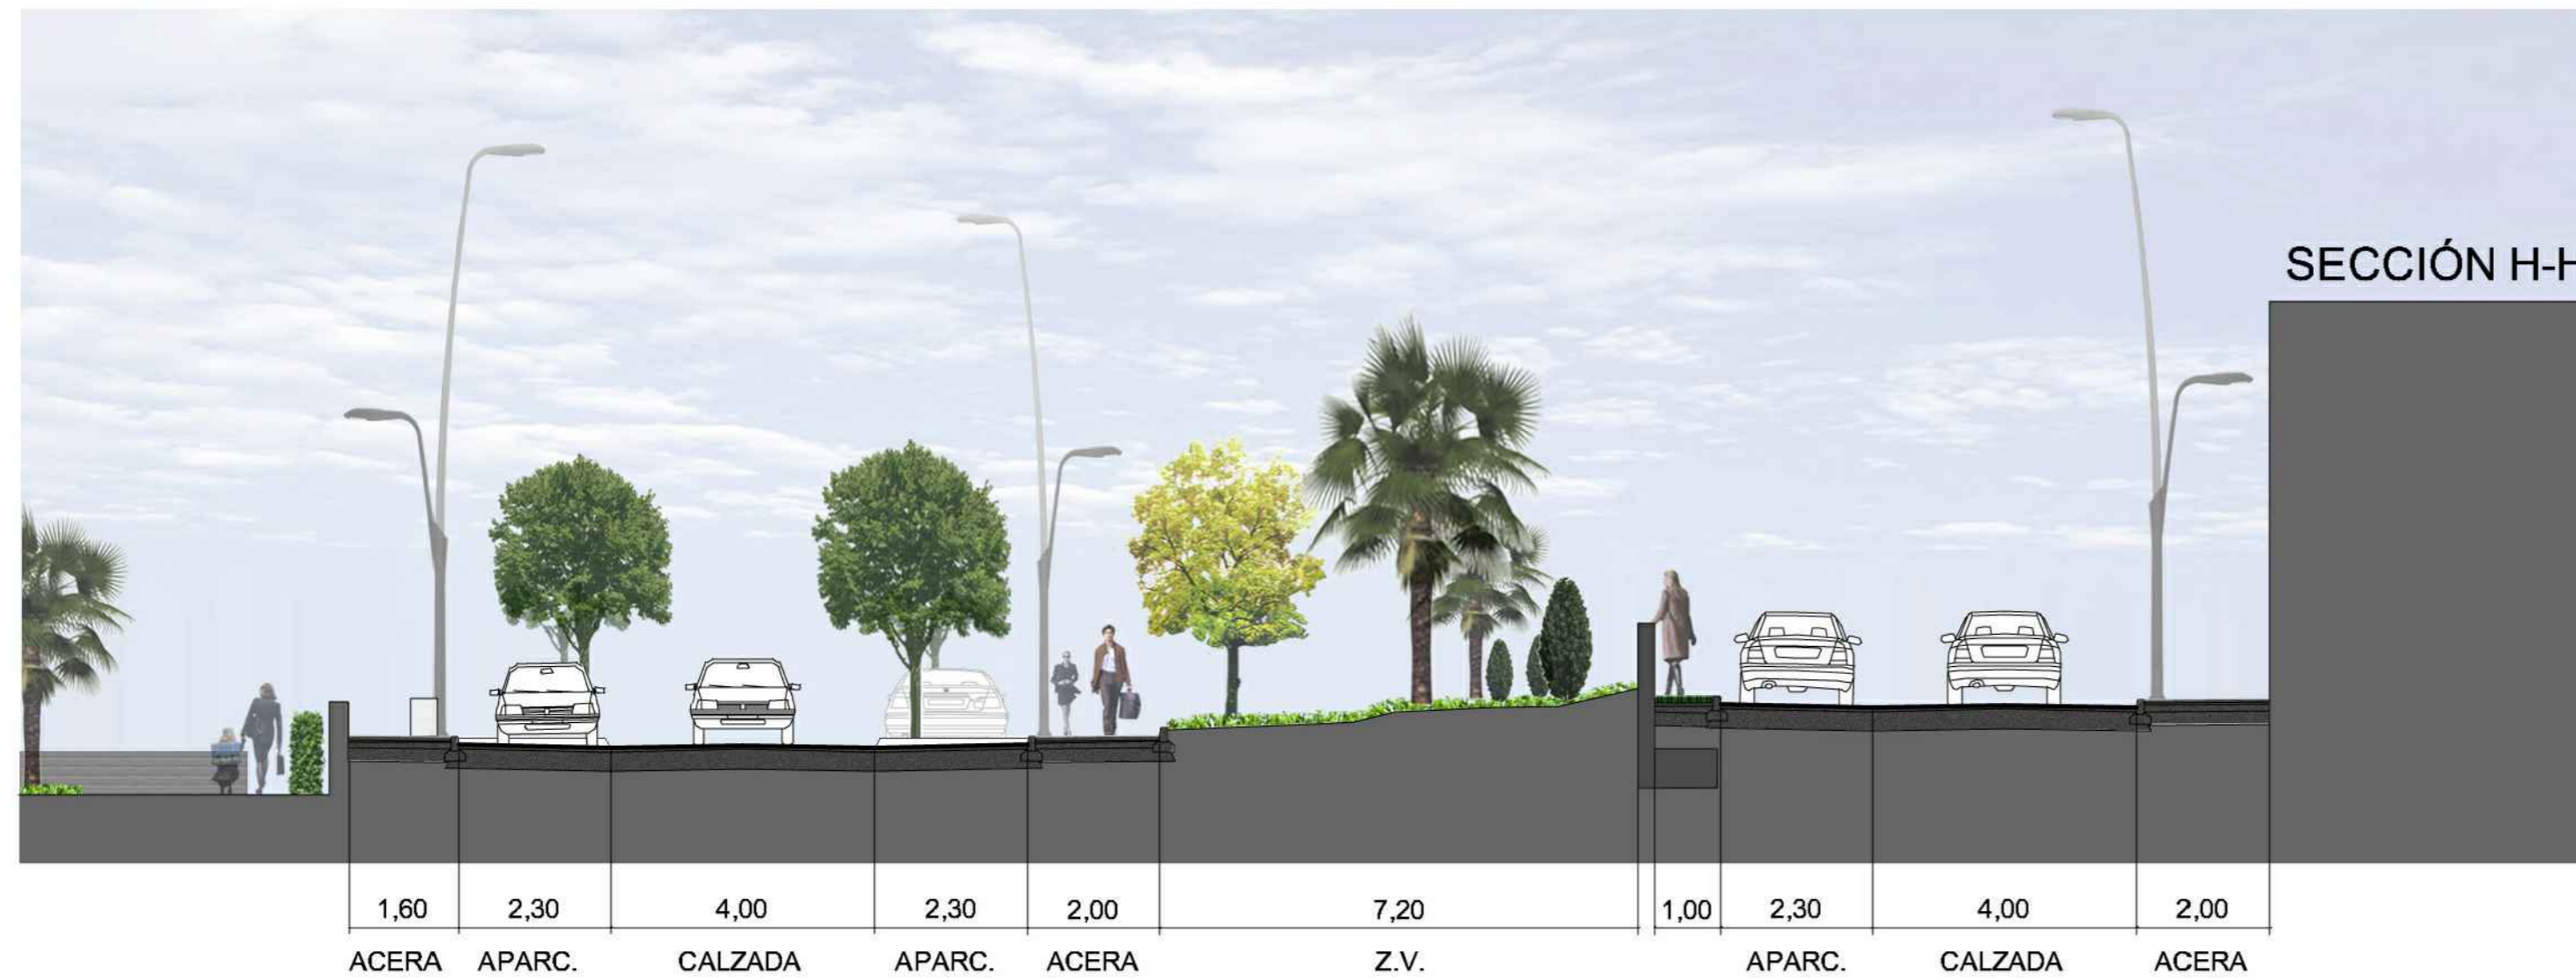 SECCIÓN H-H
1,60 2,30 4,00 2,30 2,00 7,20 1,00 2,30 4,00 2,00
ACERA APARC. CALZADA APARC. ACERA Z.V. APARC. CALZADA ACERA